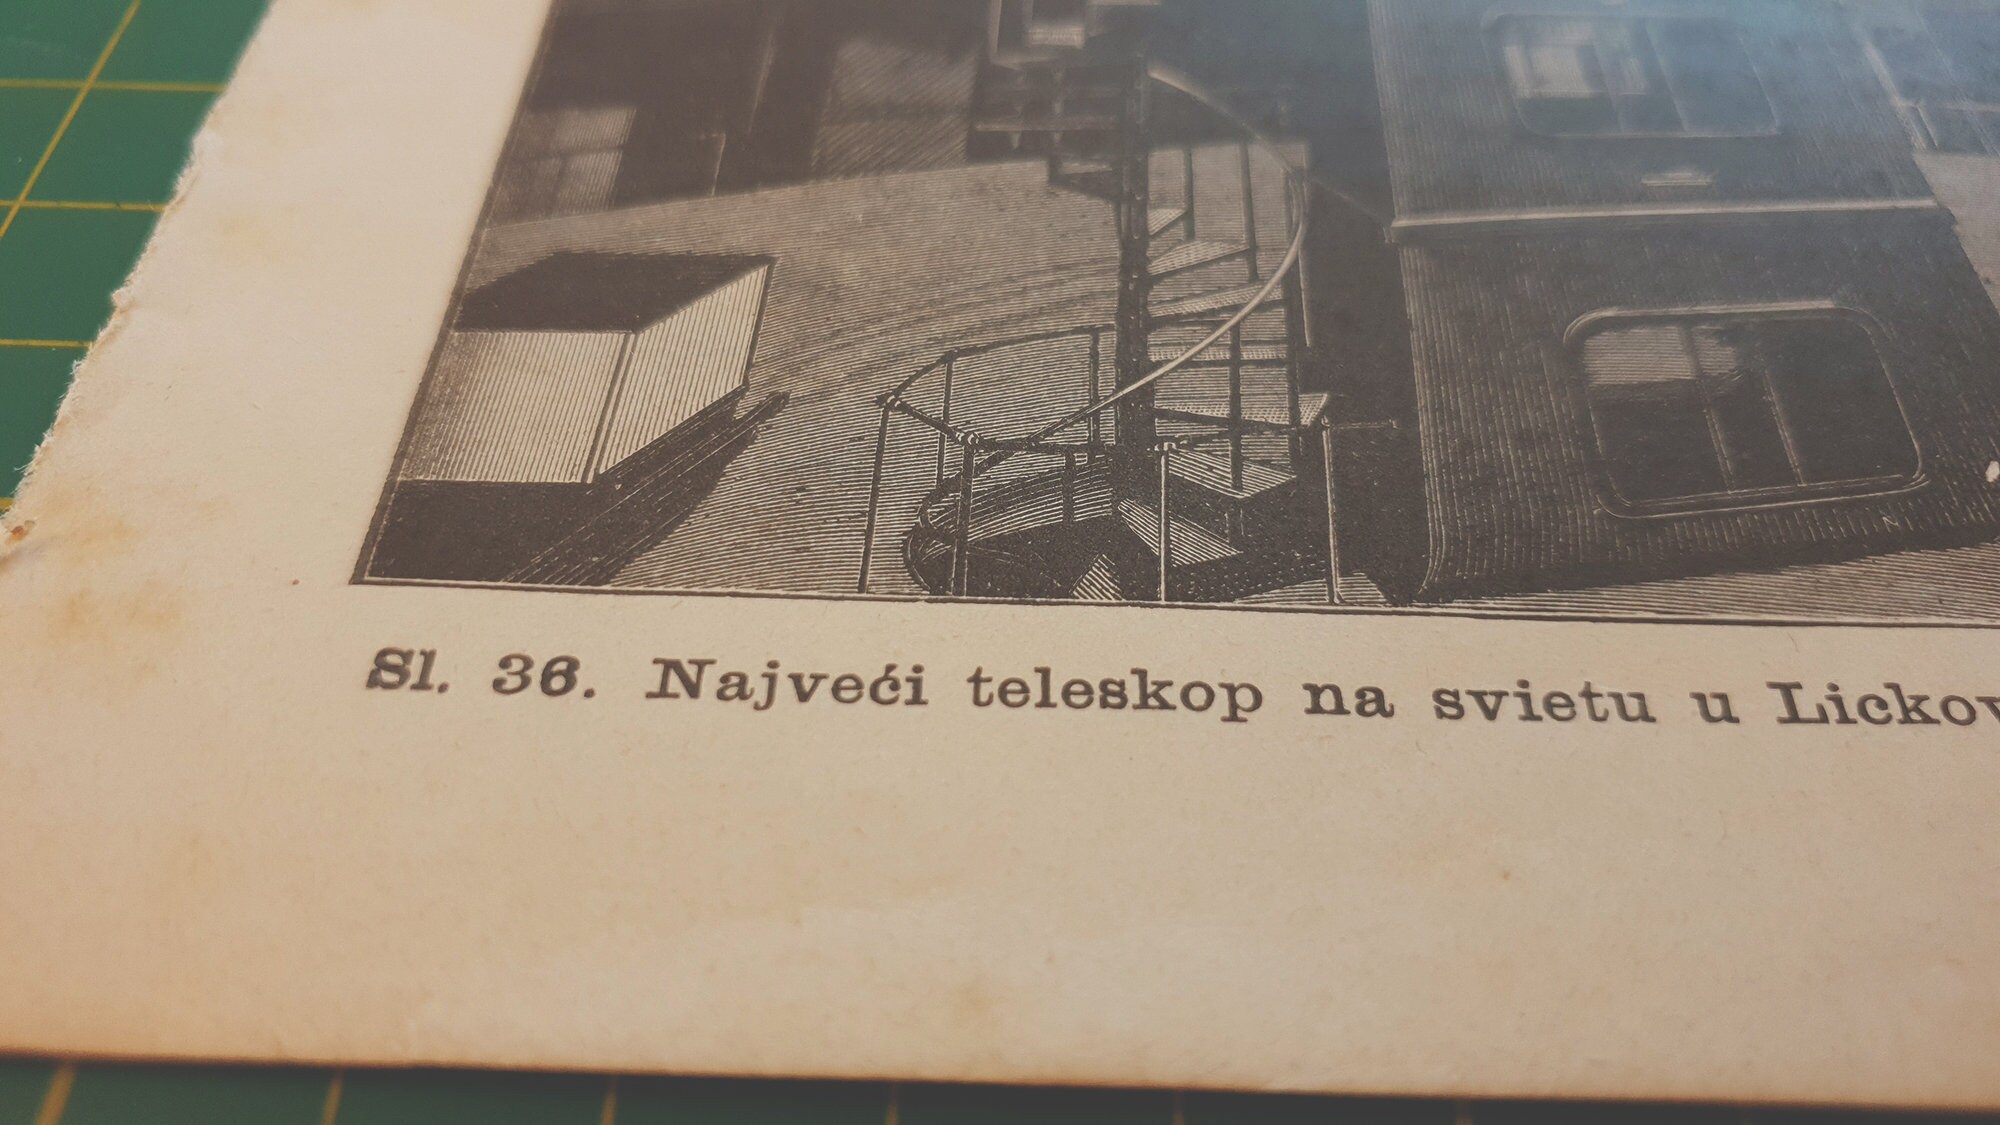 Sl. 36. Najveći teleskop na svietu u Lickov